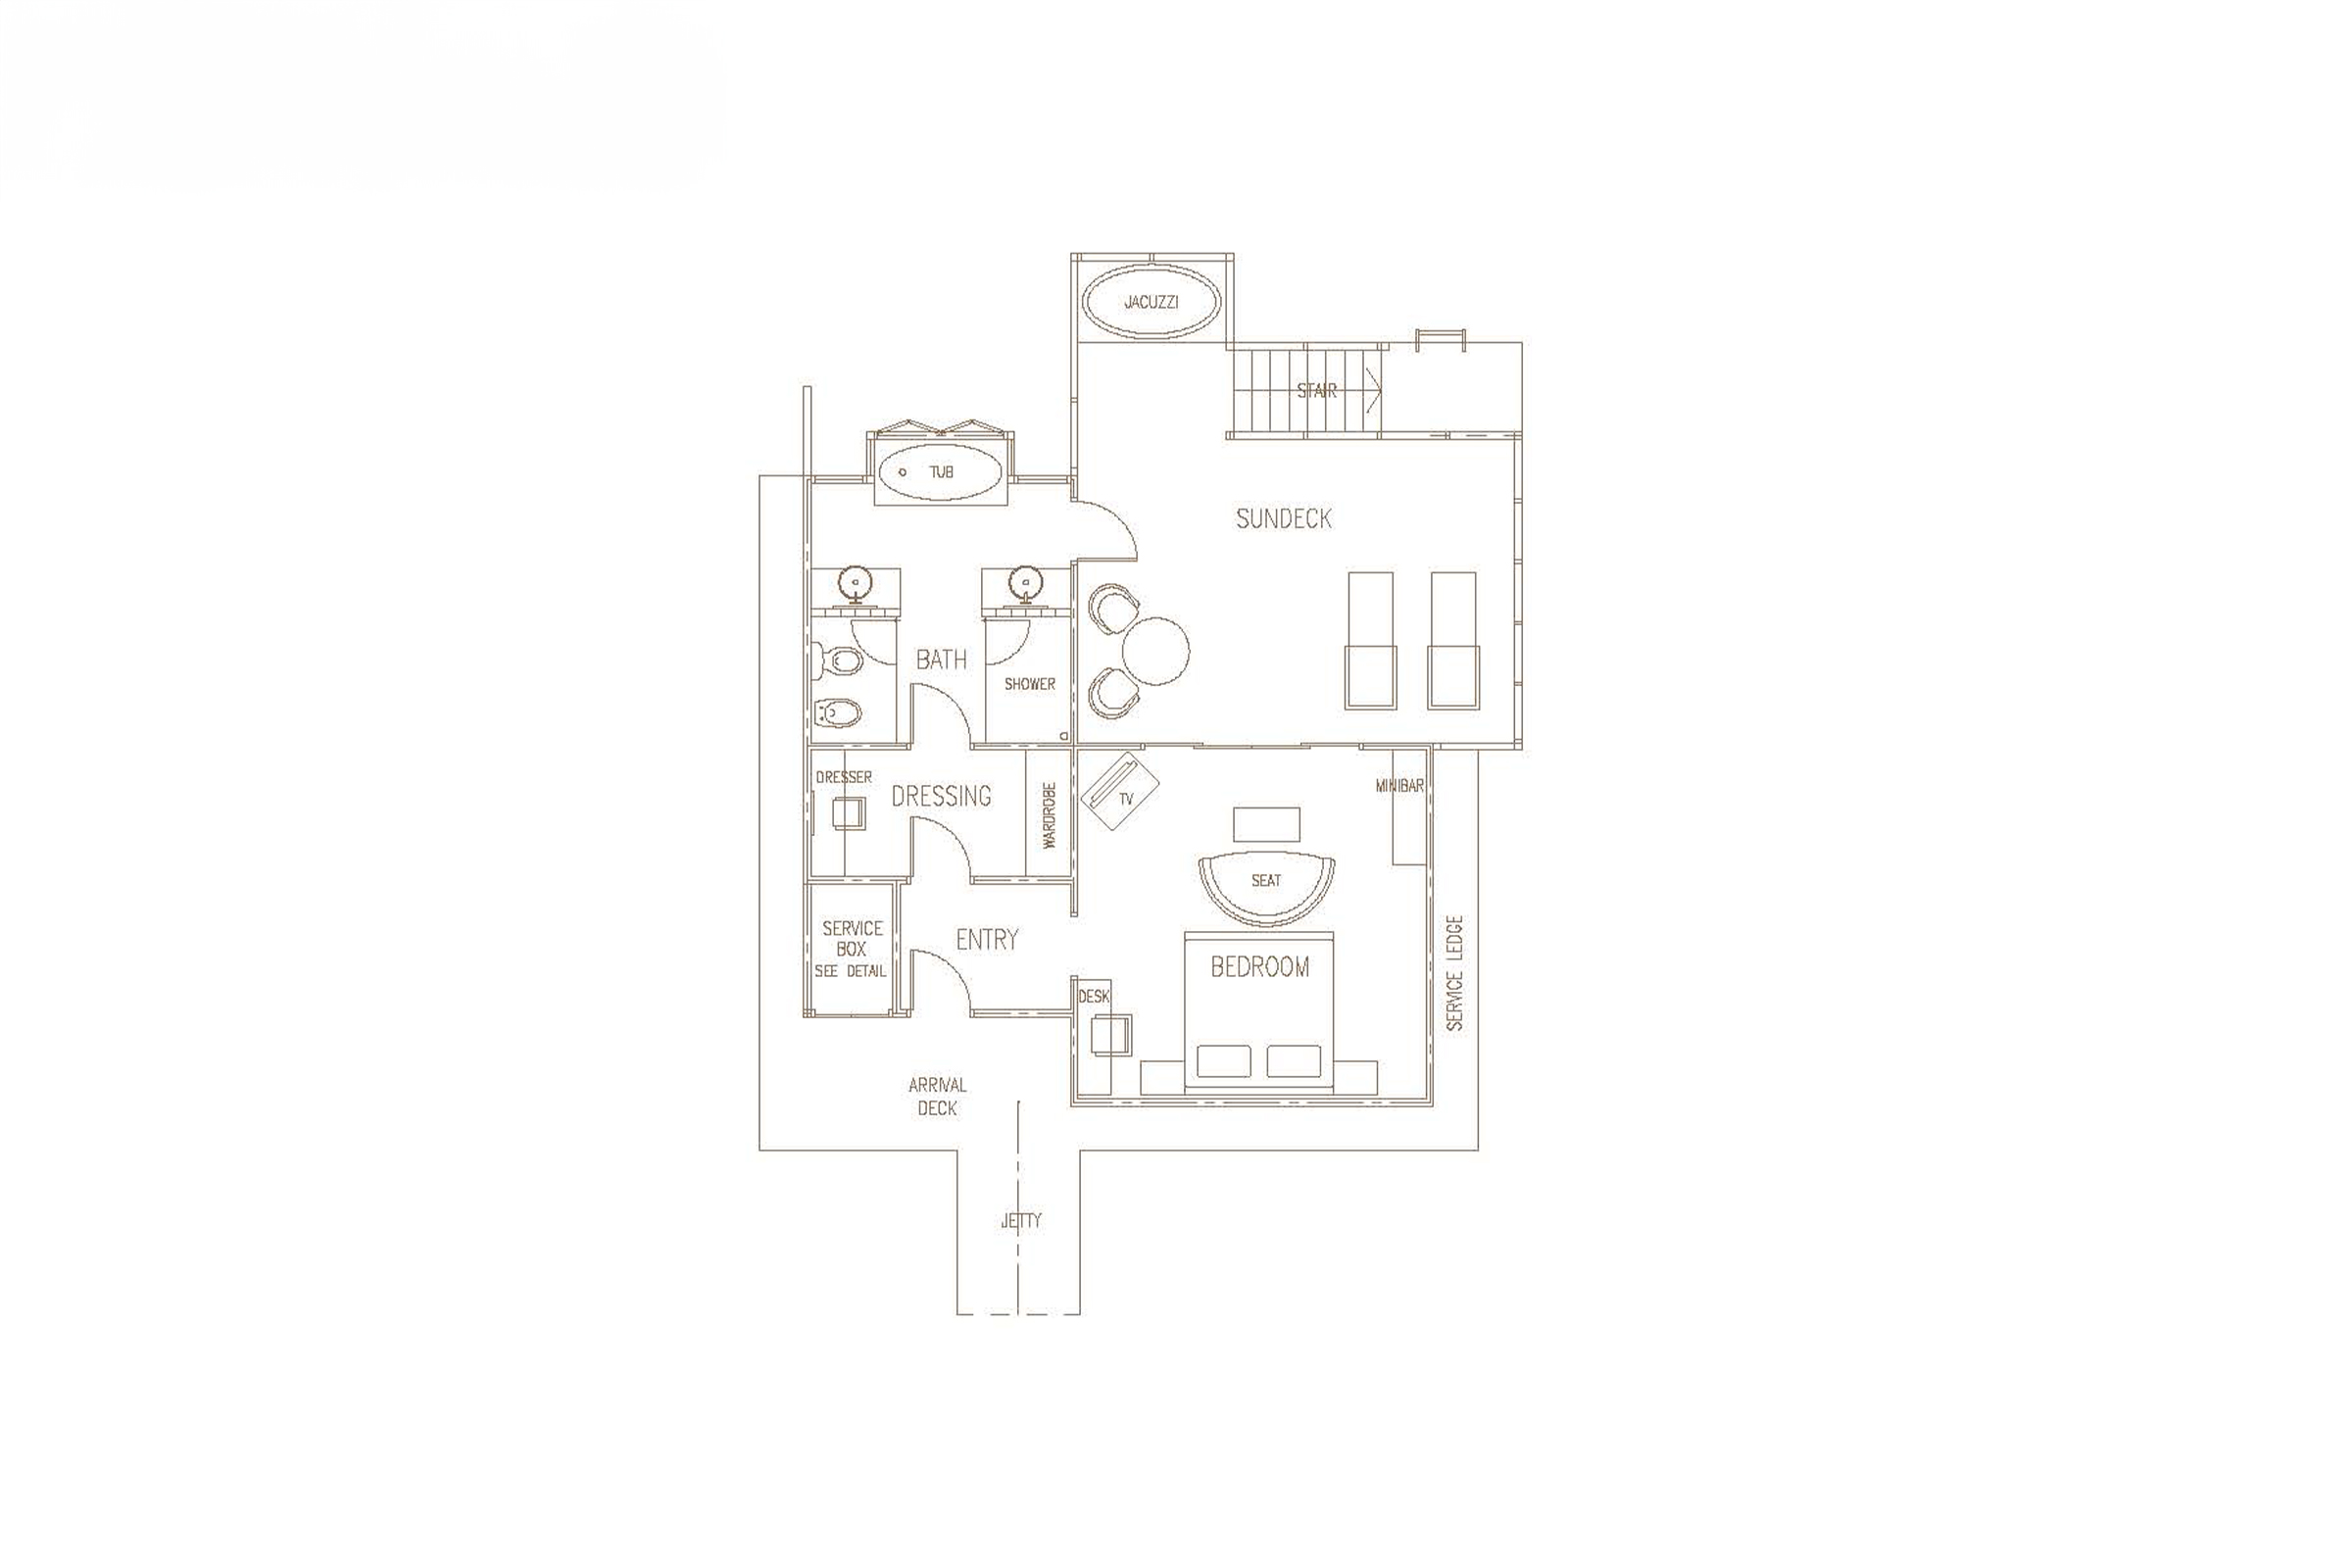 JACUZZI
STAIR
TUB
SUNDECK
BATH
SHOWER
DRESSER
DRESSING
WARDROBE
TV
MINIBAR
SEAT
SERVICE
BOX
SEE DETAIL
ENTRY
BEDROOM
DESK
SERVICE LEDGE
ARRIVAL
DECK
JETTY